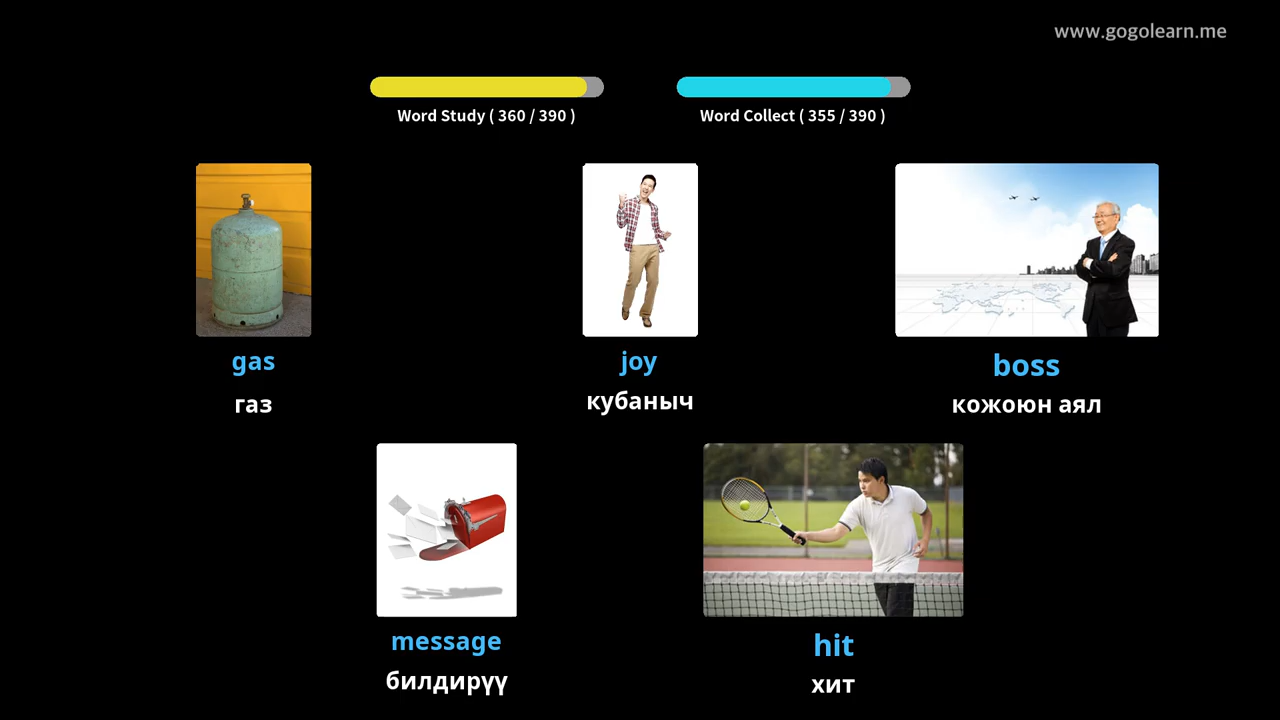 www.gogolearn.me
Word Study ( 360 / 390 )
Word Collect ( 355 / 390 )
gas
газ
joy
кубаныч
boss
кожоюн аял
message
билдирүү
hit
хит